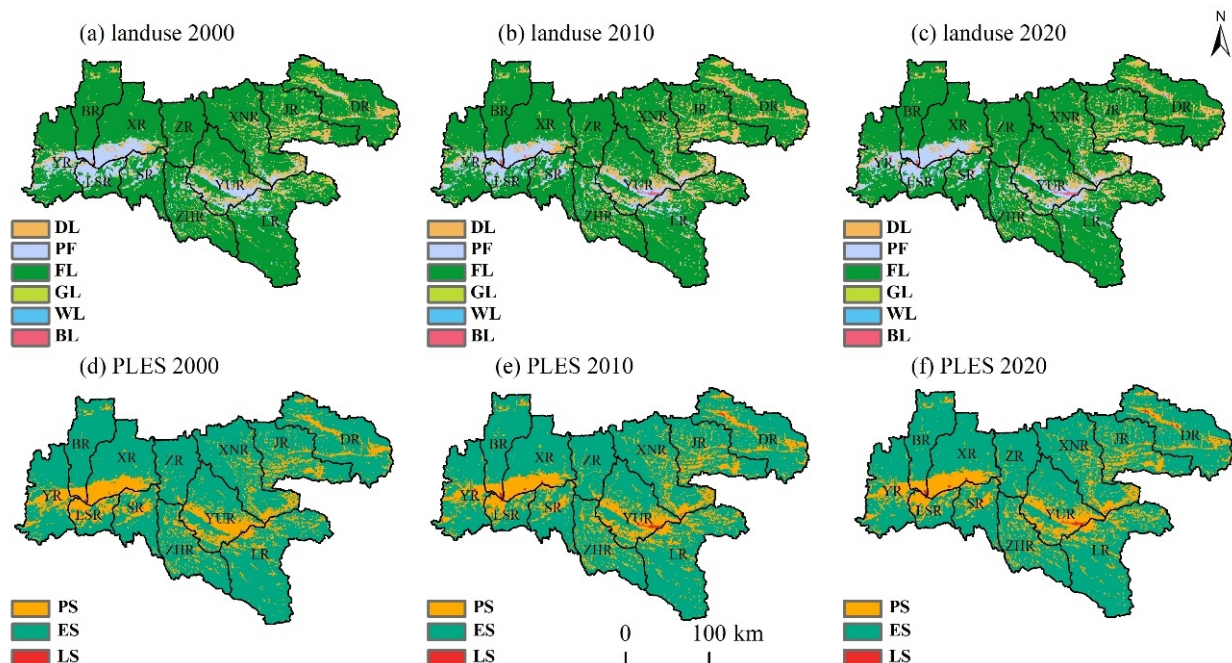 (a) landuse 2000
(b) landuse 2010
(c) landuse 2020
N
BR XR ZR XNR JR DR YR LSR SR YUR ZHR LR
BR XR ZR XNR JR DR YR LSR SR YUR ZHR LR
BR XR ZR XNR JR DR YR LSR SR YUR ZHR LR
DL
PF
FL
GL
WL
BL
DL
PF
FL
GL
WL
BL
DL
PF
FL
GL
WL
BL
(d) PLES 2000
(e) PLES 2010
(f) PLES 2020
BR XR ZR XNR JR DR YR LSR SR YUR ZHR LR
BR XR ZR XNR JR DR YR LSR SR YUR ZHR LR
BR XR ZR XNR JR DR YR LSR SR YUR ZHR LR
PS
ES
LS
PS
ES
LS
0 100 km
PS
ES
LS